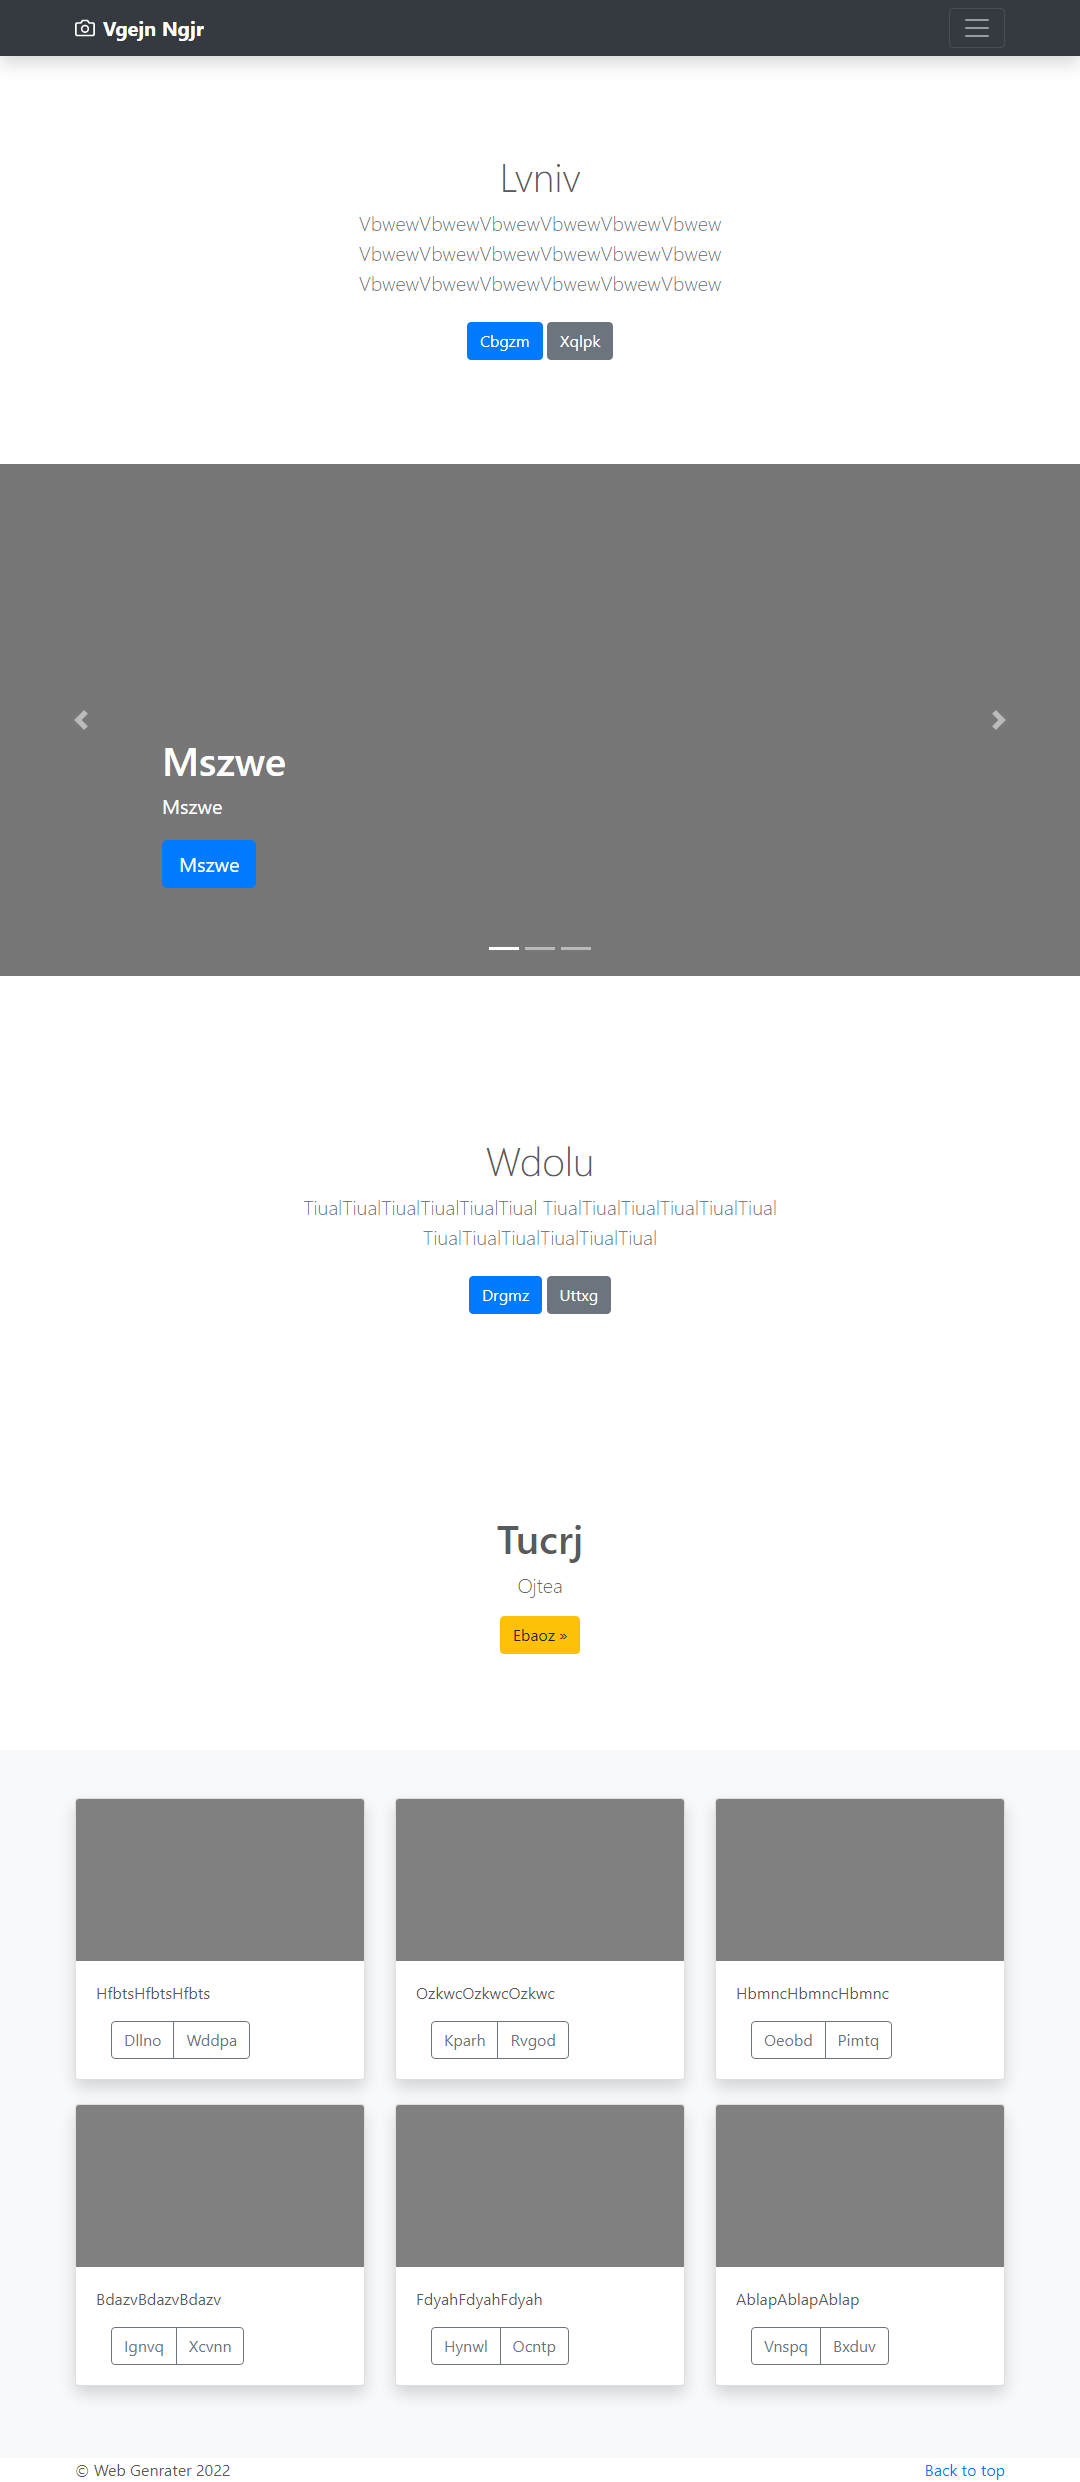 Vgejn Ngjr
Lvniv
VbwewVbwewVbwewVbwewVbwewVbwew
VbwewVbwewVbwewVbwewVbwewVbwew
VbwewVbwewVbwewVbwewVbwewVbwew
Cbgzm Xqlpk
Mszwe
Mszwe
Mszwe
Wdolu
TiualTiualTiualTiualTiualTiual TiualTiualTiualTiualTiualTiual
TiualTiualTiualTiualTiualTiual
Drgmz Uttxg
Tucrj
Ojtea
Ebaoz »
HfbtsHfbtsHfbts OzkwcOzkwcOzkwc HbmncHbmncHbmnc
Dllno Wddpa Kparh Rvgod Oeobd Pimtq
BdazvBdazvBdazv FdyahFdyahFdyah AblapAblapAblap
Ignvq Xcvnn Hynwl Ocntp Vnspq Bxduv
© Web Genrater 2022 Back to top